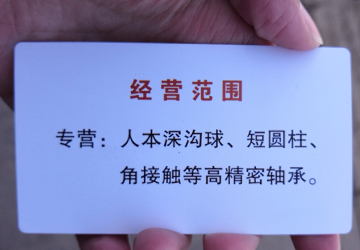 经营范围
专营：人本深沟球、短圆柱、
角接触等高精密轴承。